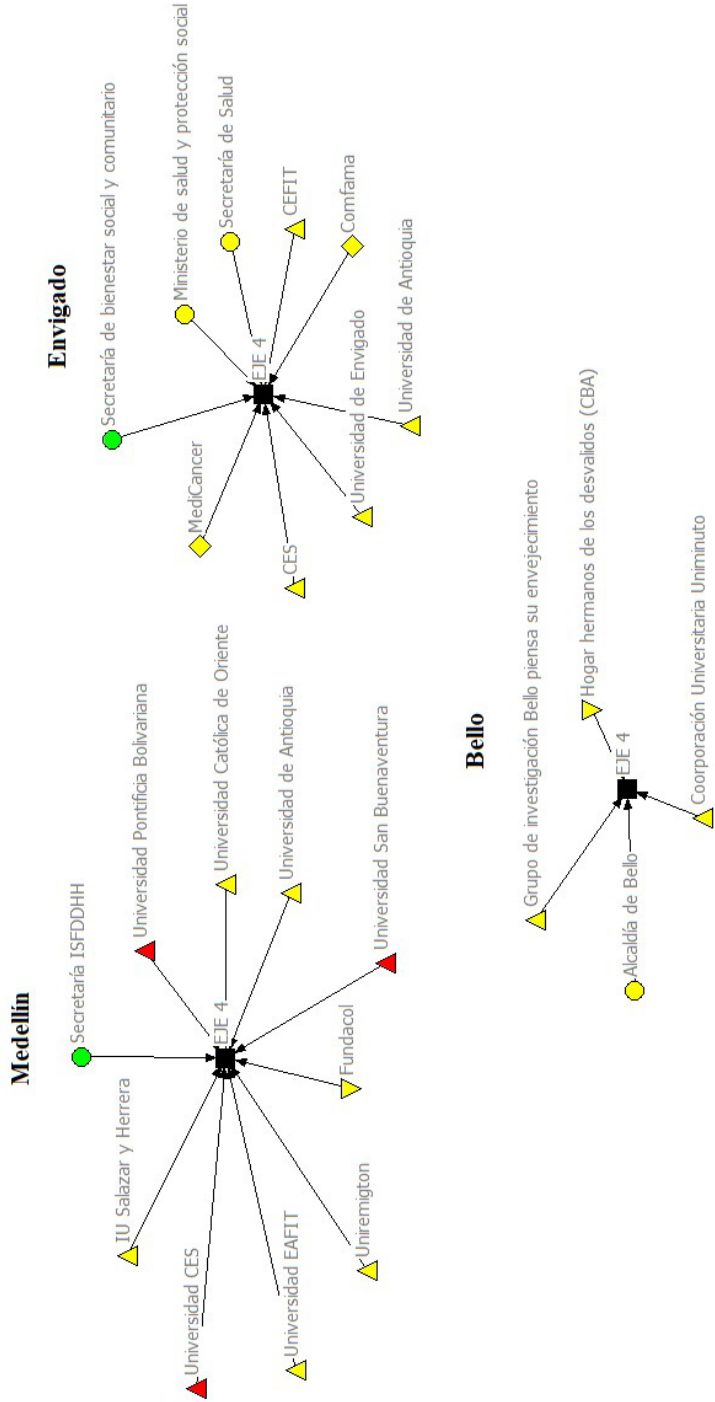 Medellín
Secretaría ISFDDHH
Universidad Pontificia Bolivariana
IU Salazar y Herrera
Universidad Católica de Oriente
Universidad CES
EJE 4
Universidad de Antioquia
Universidad EAFIT
Fundacol
Universidad San Buenaventura
Uniremigton
Envigado
Secretaría de bienestar social y comunitario
Ministerio de salud y protección social
MediCancer
Secretaría de Salud
EJE 4
CES
CEFIT
Comfama
Universidad de Envigado
Universidad de Antioquia
Bello
Grupo de investigación Bello piensa su envejecimiento
Hogar hermanos de los desvalidos (CBA)
EJE 4
Alcaldía de Bello
Coorporación Universitaria Uniminuto